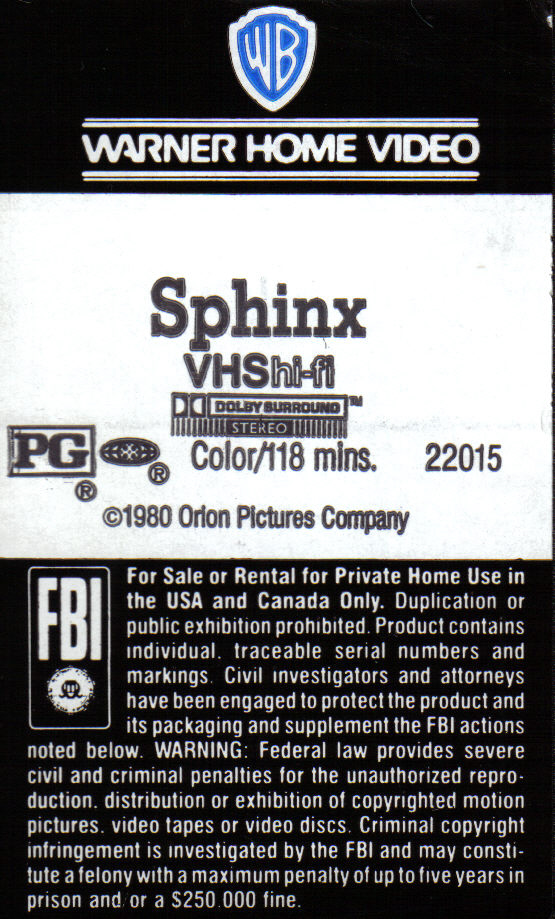 WB
WARNER HOME VIDEO
Sphinx
VHS hi-fi
DOLBY SURROUND ™
STEREO
PG ® ® Color/118 mins. 22015
©1980 Orion Pictures Company
FBI
For Sale or Rental for Private Home Use in
the USA and Canada Only. Duplication or
public exhibition prohibited. Product contains
individual, traceable serial numbers and
markings. Civil investigators and attorneys
have been engaged to protect the product and
its packaging and supplement the FBI actions
noted below. WARNING: Federal law provides severe
civil and criminal penalties for the unauthorized repro-
duction, distribution or exhibition of copyrighted motion
pictures, video tapes or video discs. Criminal copyright
infringement is investigated by the FBI and may consti-
tute a felony with a maximum penalty of up to five years in
prison and/or a $250,000 fine.